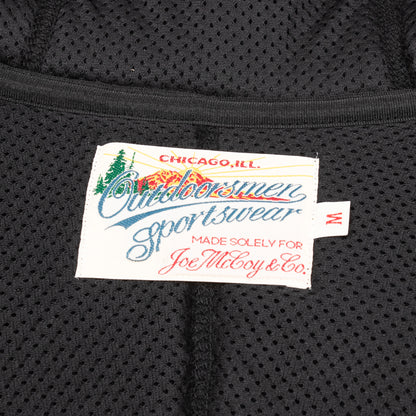 CHICAGO, ILL.
Outdoorsmen
Sportswear
MADE SOLELY FOR
Joe McCoy & Co.
M